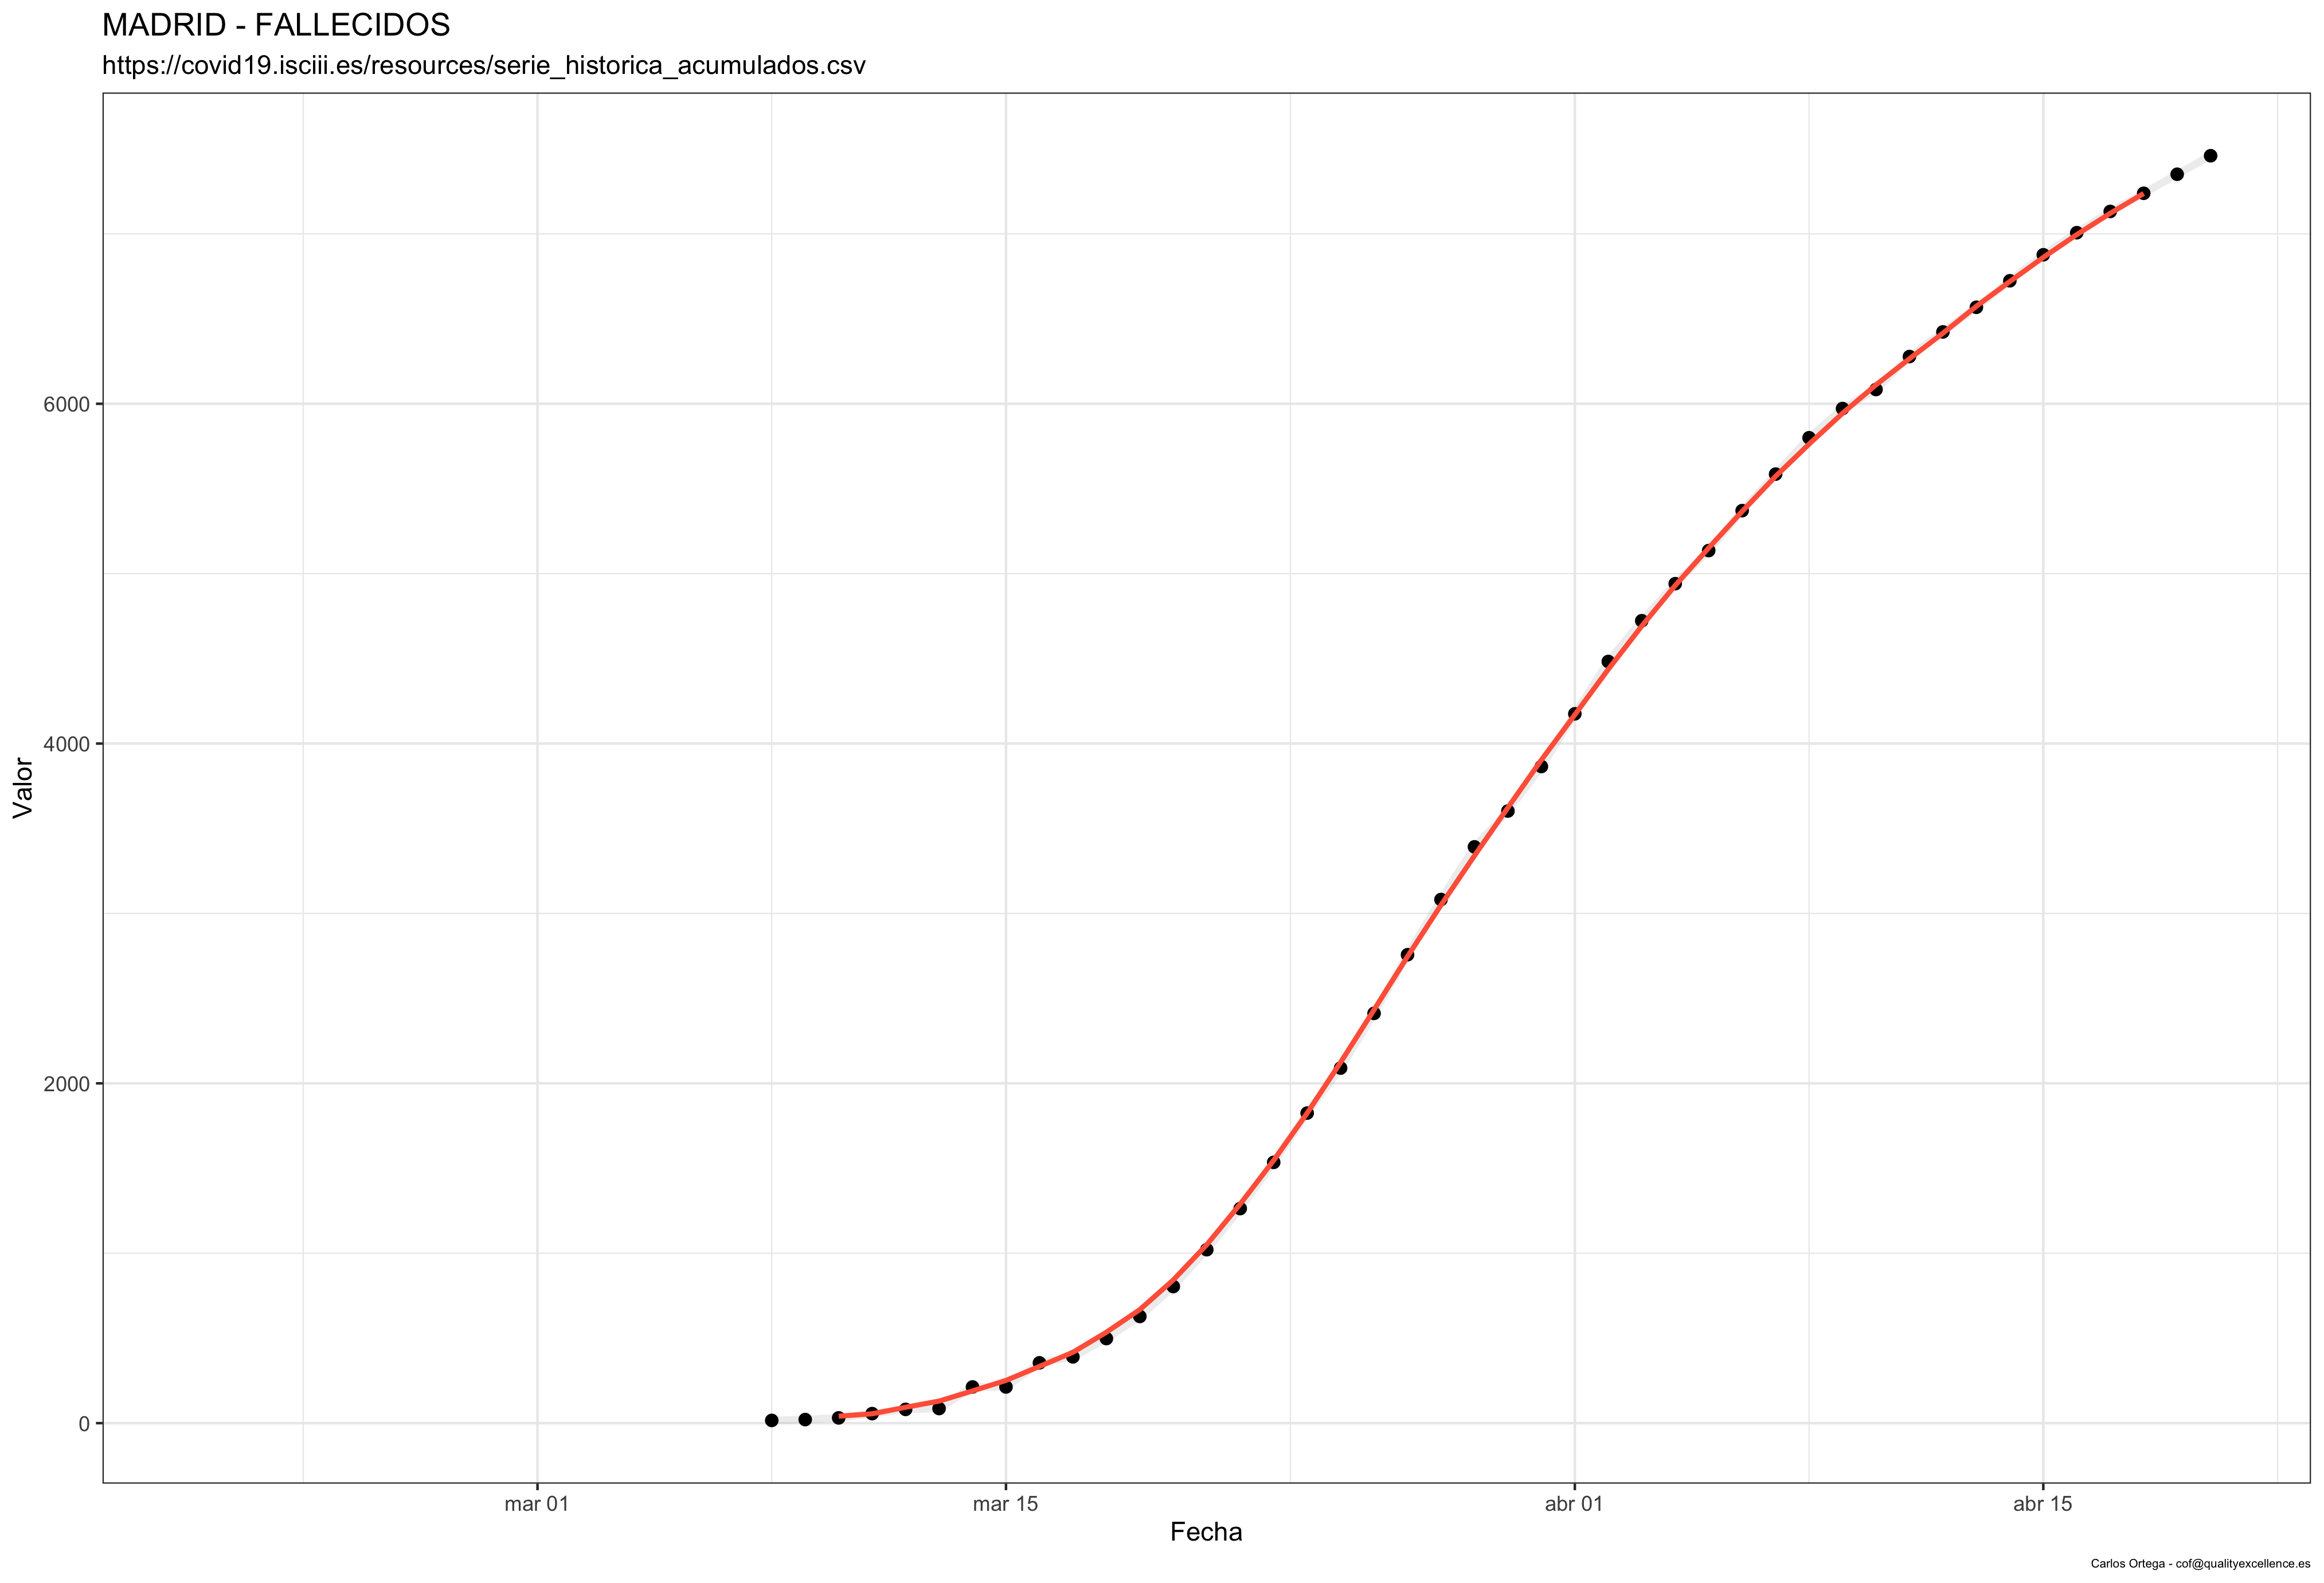 MADRID - FALLECIDOS
https://covid19.isciii.es/resources/serie_historica_acumulados.csv
6000
4000
Valor
2000
0
mar 01
mar 15
abr 01
abr 15
Fecha
Carlos Ortega - cof@qualityexcellence.es